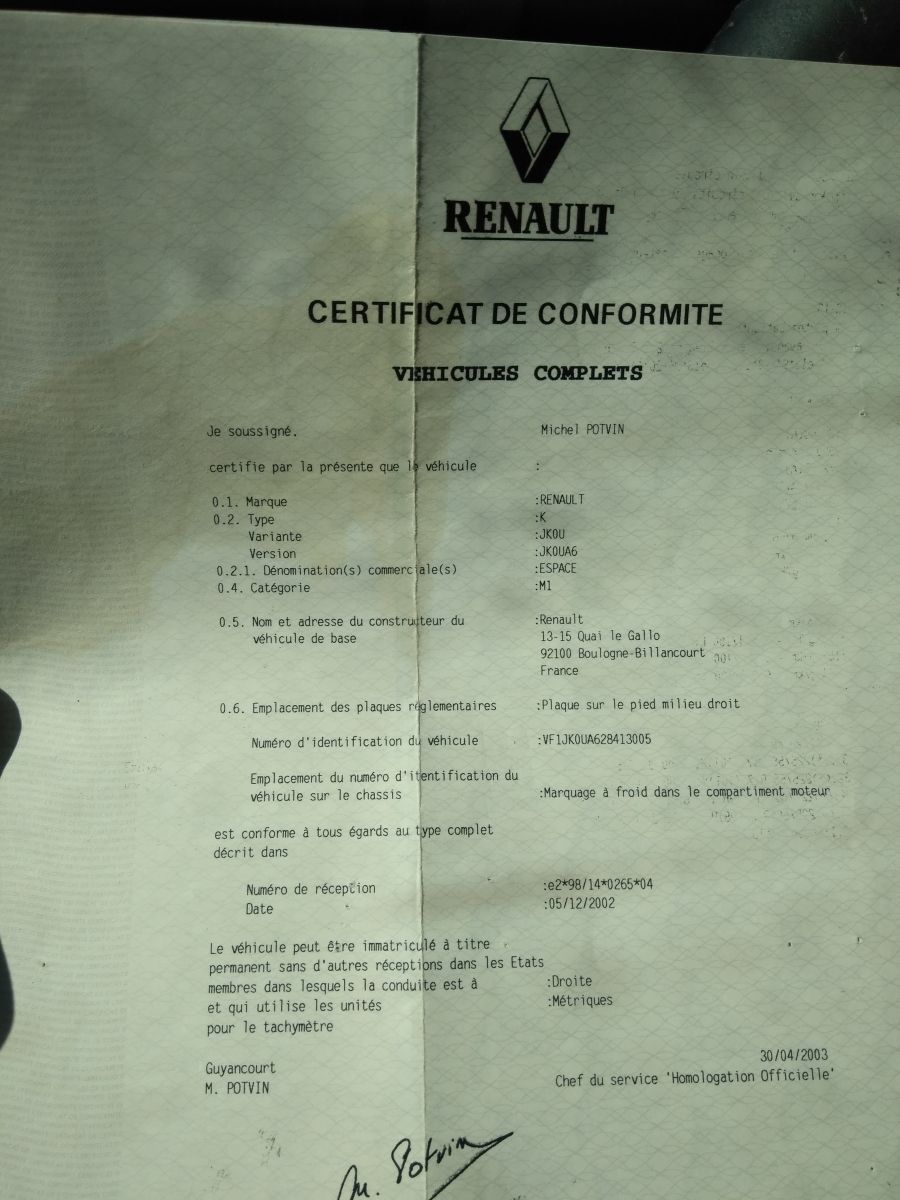 RENAULT
CERTIFICAT DE CONFORMITE
VEHICULES COMPLETS
Je soussigné. Michel POTVIN
certifie par la présente que le véhicule :
0.1. Marque :RENAULT
0.2. Type :K
Variante :JK0U
Version :JK0UA6
0.2.1. Dénomination(s) commerciale(s) :ESPACE
0.4. Catégorie :M1
0.5. Nom et adresse du constructeur du :Renault
véhicule de base 13-15 Quai le Gallo
92100 Boulogne-Billancourt
France
0.6. Emplacement des plaques réglementaires :Plaque sur le pied milieu droit
Numéro d'identification du véhicule :VF1JK0UA628413005
Emplacement du numéro d'itentification du
véhicule sur le chassis :Marquage à froid dans le compartiment moteur
est conforme à tous égards au type complet
décrit dans
Numéro de réception :e2*98/14*0265*04
Date :05/12/2002
Le véhicule peut être immatriculé à titre
permanent sans d'autres réceptions dans les Etats
membres dans lesquels la conduite est à :Droite
et qui utilise les unités :Métriques
pour le tachymètre
30/04/2003
Guyancourt
Chef du service 'Homologation Officielle'
M. POTVIN
M. Potvin